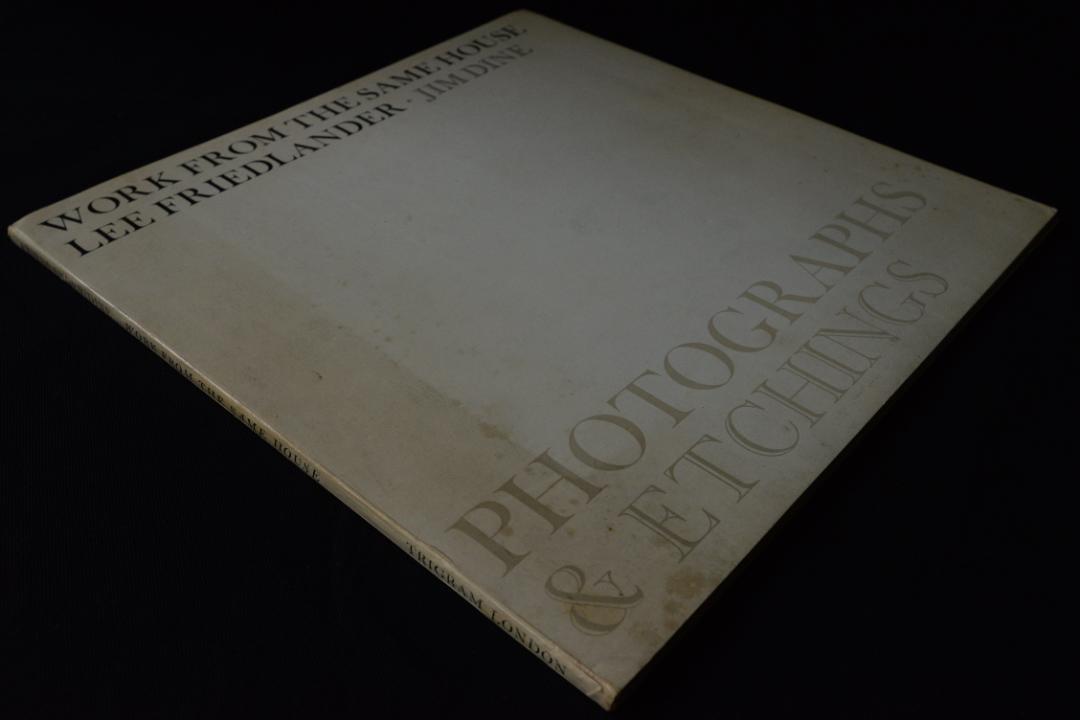 WORK FROM THE SAME HOUSE
LEE FRIEDLANDER · JIM DINE
PHOTOGRAPHS
& ETCHINGS
WORK FROM THE SAME HOUSE
TRIGRAM LONDON